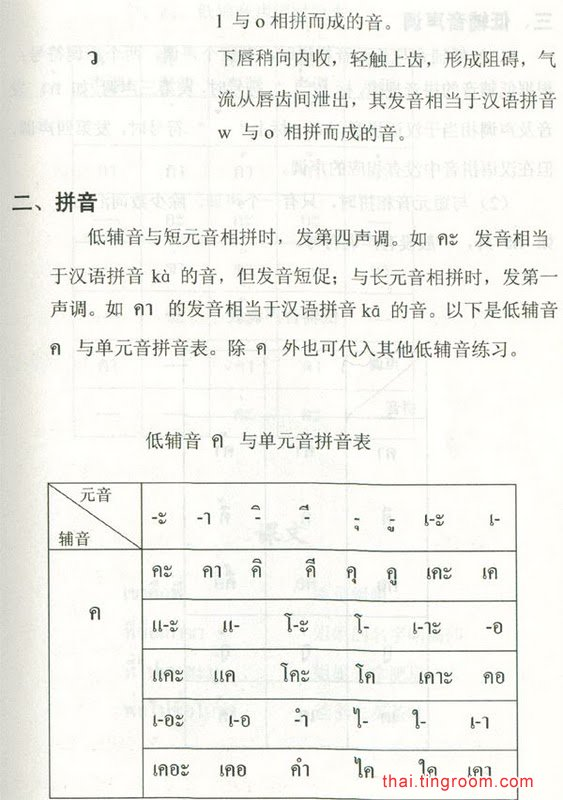 l 与 o 相拼而成的音。
ว 下唇稍向内收，轻触上齿，形成阻碍，气
流从唇齿间泄出，其发音相当于汉语拼音
w 与 o 相拼而成的音。
二、拼音
低辅音与短元音相拼时，发第四声调。如 คะ 发音相当
于汉语拼音 kà 的音，但发音短促；与长元音相拼时，发第一
声调。如 คา 的发音相当于汉语拼音 kā 的音。以下是低辅音
ค 与单元音拼音表。除 ค 外也可代入其他低辅音练习。
低辅音 ค 与单元音拼音表
元音
辅音
-ะ -า -ิ -ี -ุ -ู เ-ะ เ-
คะ คา คิ คี คุ คู เคะ เค
ค
แ-ะ แ- โ-ะ โ- เ-าะ -อ
แคะ แค โคะ โค เคาะ คอ
เ-อะ เ-อ -ำ ไ- ใ- เ-า
เคอะ เคอ คำ ไค ใค เคา
thai.tingroom.com